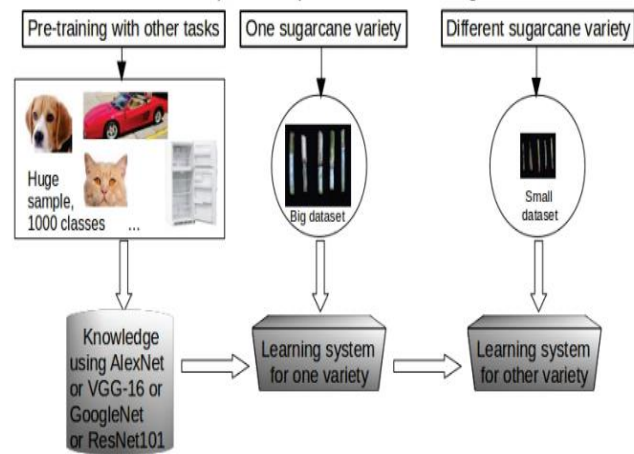 Pre-training with other tasks
One sugarcane variety
Different sugarcane variety
Huge
sample,
1000 classes ...
Big dataset
Small
dataset
Knowledge
using AlexNet
or VGG-16 or
GoogleNet
or ResNet101
Learning system
for one variety
Learning system
for other variety